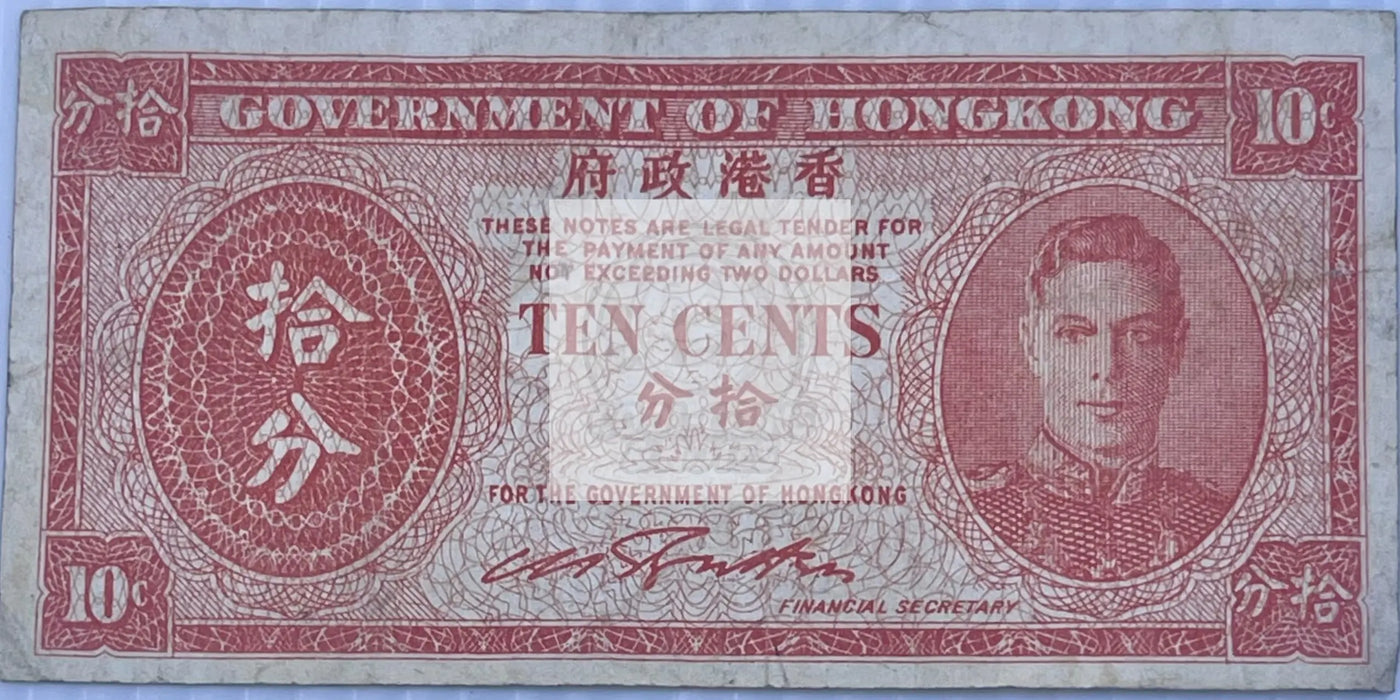 分拾
GOVERNMENT OF HONGKONG
10c
府政港香
THESE NOTES ARE LEGAL TENDER FOR
THE PAYMENT OF ANY AMOUNT
NOT EXCEEDING TWO DOLLARS
TEN CENTS
分拾
拾
分
FOR THE GOVERNMENT OF HONGKONG
FINANCIAL SECRETARY
10c
分拾